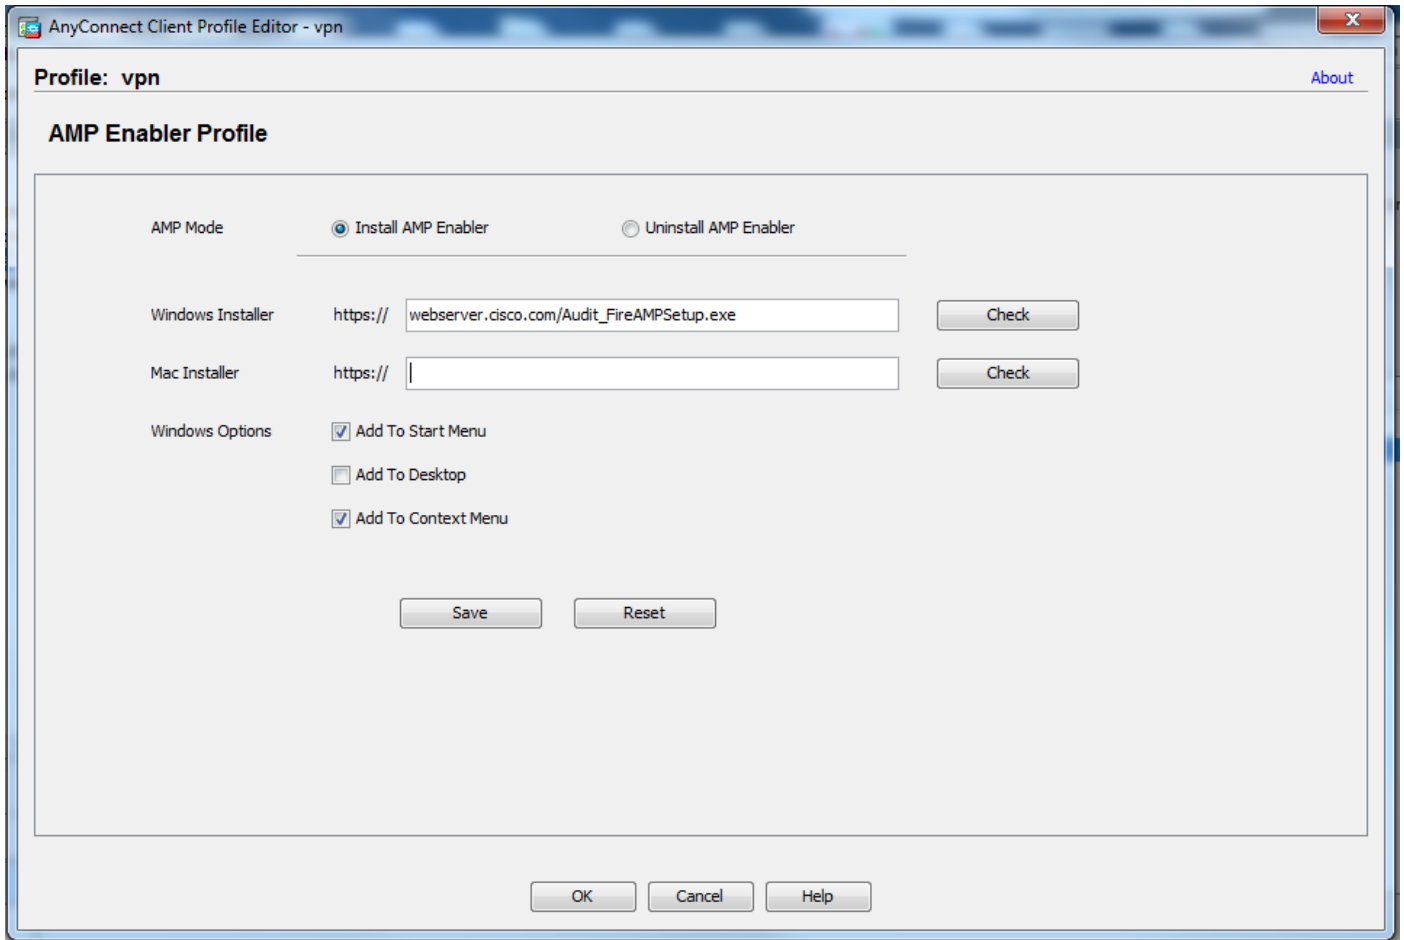 AnyConnect Client Profile Editor - vpn
Profile: vpn
About
AMP Enabler Profile
AMP Mode Install AMP Enabler Uninstall AMP Enabler
Windows Installer https:// webserver.cisco.com/Audit_FireAMPSetup.exe Check
Mac Installer https:// Check
Windows Options Add To Start Menu
Add To Desktop
Add To Context Menu
Save Reset
OK Cancel Help